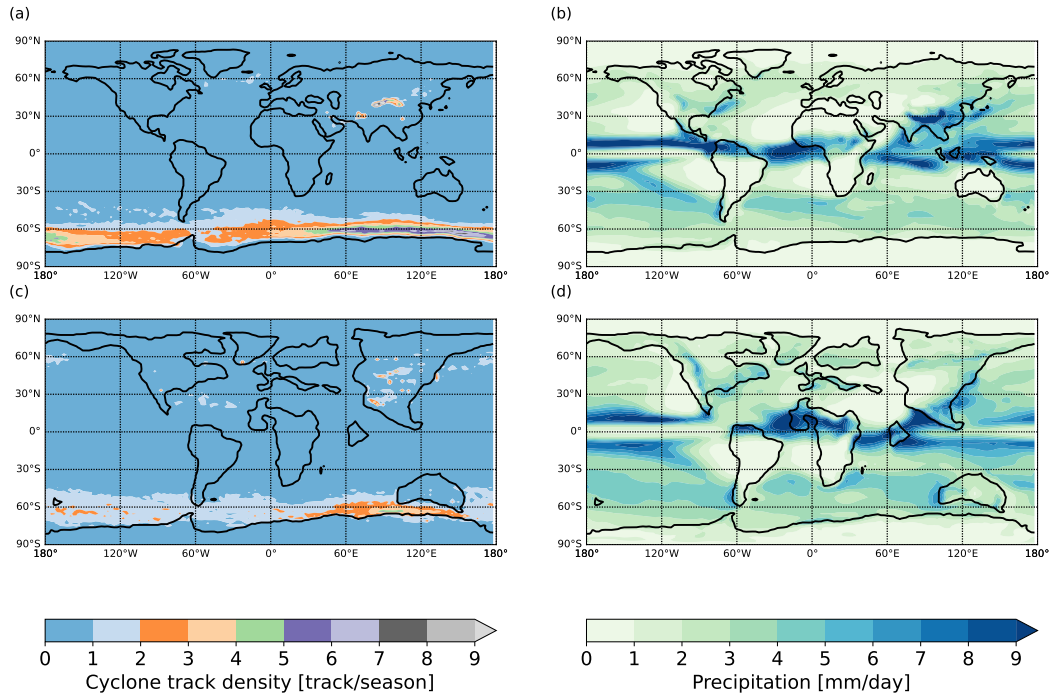 (a)
(b)
90°N
60°N
30°N
0°
30°S
60°S
90°S
180°
120°W
60°W
0°
60°E
120°E
180°
90°N
60°N
30°N
0°
30°S
60°S
90°S
180°
120°W
60°W
0°
60°E
120°E
180°
(c)
(d)
90°N
60°N
30°N
0°
30°S
60°S
90°S
180°
120°W
60°W
0°
60°E
120°E
180°
90°N
60°N
30°N
0°
30°S
60°S
90°S
180°
120°W
60°W
0°
60°E
120°E
180°
0 1 2 3 4 5 6 7 8 9
Cyclone track density [track/season]
0 1 2 3 4 5 6 7 8 9
Precipitation [mm/day]